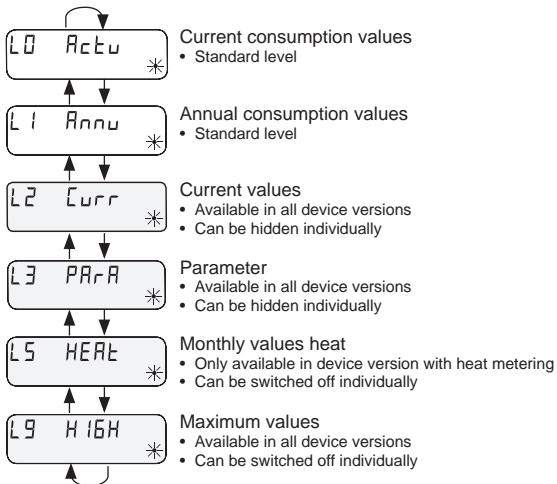 L0 Actu
Current consumption values
• Standard level
L1 Annu
Annual consumption values
• Standard level
L2 Curr
Current values
• Available in all device versions
• Can be hidden individually
L3 PArA
Parameter
• Available in all device versions
• Can be hidden individually
L5 HEAt
Monthly values heat
• Only available in device version with heat metering
• Can be switched off individually
L9 HIGH
Maximum values
• Available in all device versions
• Can be switched off individually